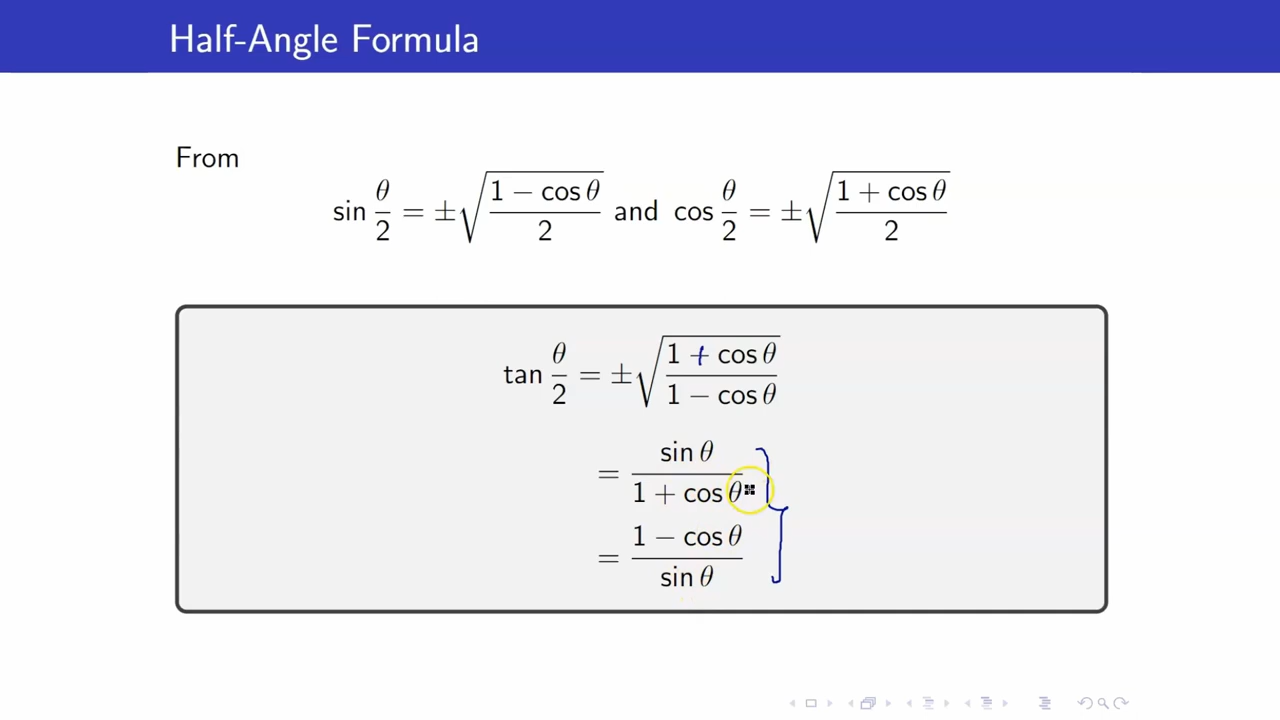 Half-Angle Formula
From
sin θ/2 = ±√((1 − cos θ)/2) and cos θ/2 = ±√((1 + cos θ)/2)
tan θ/2 = ±√((1 + cos θ)/(1 − cos θ))
= sin θ/(1 + cos θ)
= (1 − cos θ)/sin θ